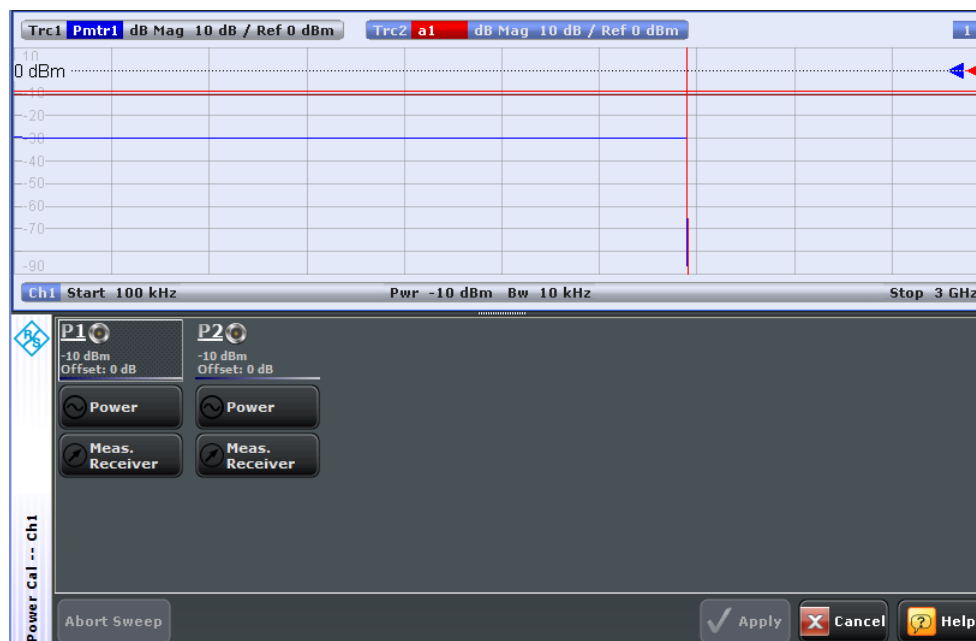 Trc1 Pmtr1 dB Mag 10 dB / Ref 0 dBm Trc2 a1 dB Mag 10 dB / Ref 0 dBm 1
10
0 dBm
-10
-20
-30
-40
-50
-60
-70
-90
Ch1 Start 100 kHz Pwr -10 dBm Bw 10 kHz Stop 3 GHz
R&S
P1 P2
-10 dBm -10 dBm
Offset: 0 dB Offset: 0 dB
Power Power
Meas. Receiver Meas. Receiver
Power Cal -- Ch1
Abort Sweep Apply Cancel Help